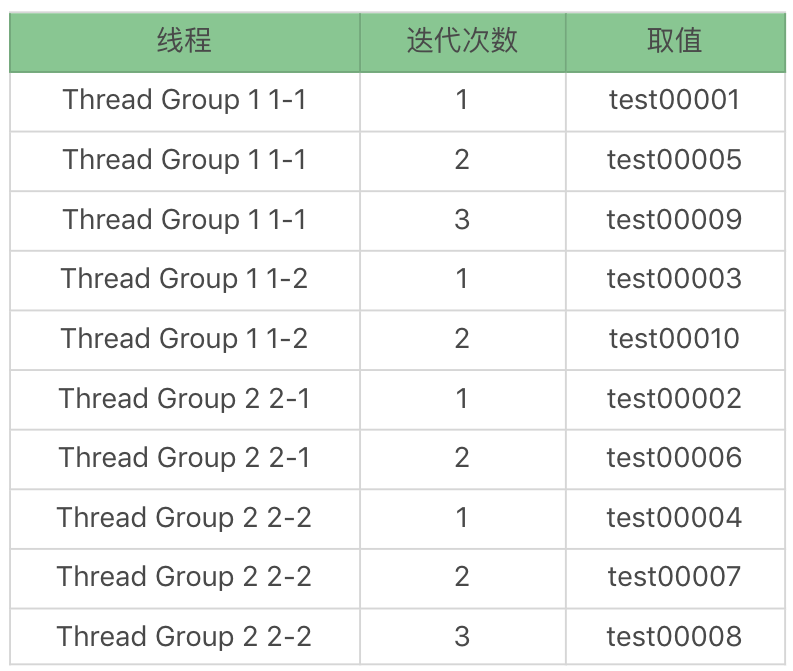 线程 迭代次数 取值
Thread Group 1 1-1 1 test00001
Thread Group 1 1-1 2 test00005
Thread Group 1 1-1 3 test00009
Thread Group 1 1-2 1 test00003
Thread Group 1 1-2 2 test00010
Thread Group 2 2-1 1 test00002
Thread Group 2 2-1 2 test00006
Thread Group 2 2-2 1 test00004
Thread Group 2 2-2 2 test00007
Thread Group 2 2-2 3 test00008